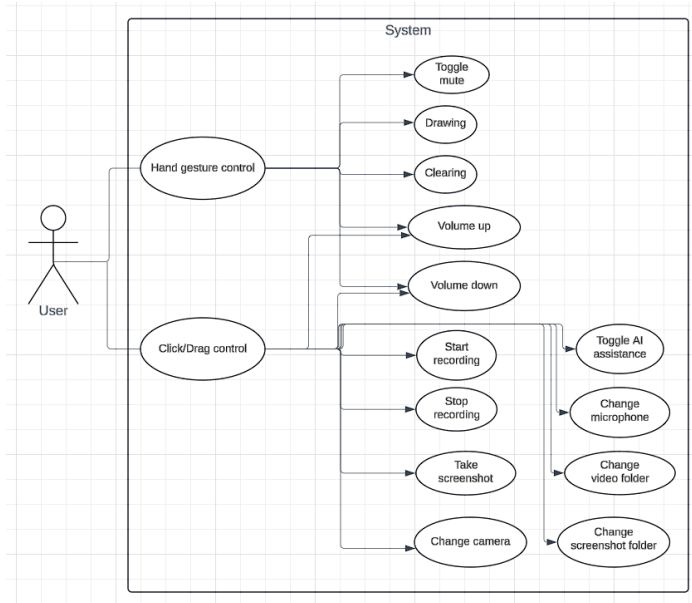 System
Toggle
mute
Drawing
Hand gesture control
Clearing
Volume up
Volume down
User
Click/Drag control
Start
recording
Toggle AI
assistance
Stop
recording
Change
microphone
Take
screenshot
Change
video folder
Change camera
Change
screenshot folder